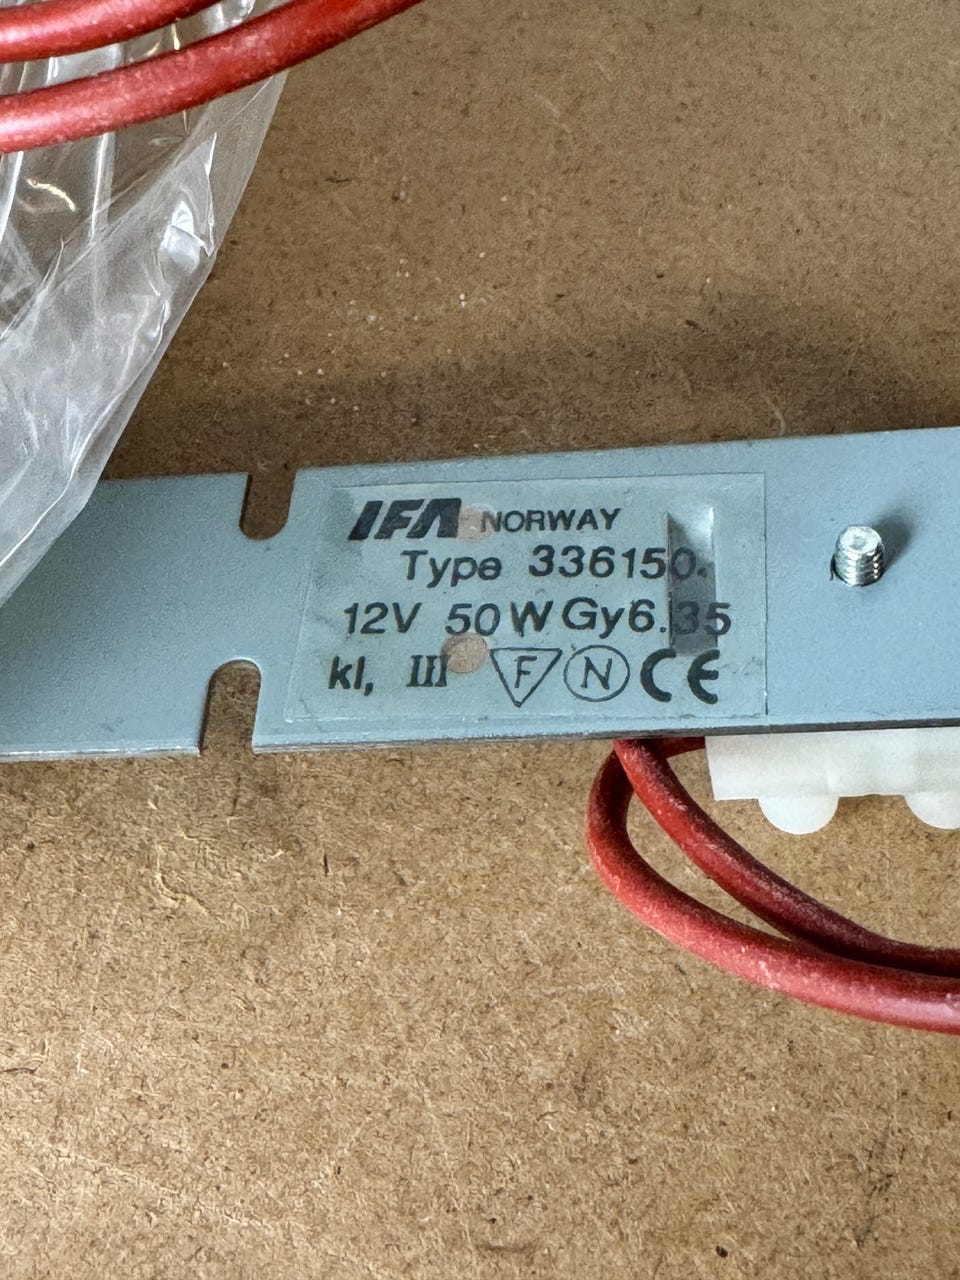 IFA NORWAY
Type 336150.
12V 50W Gy6.35
kl, III F N CE